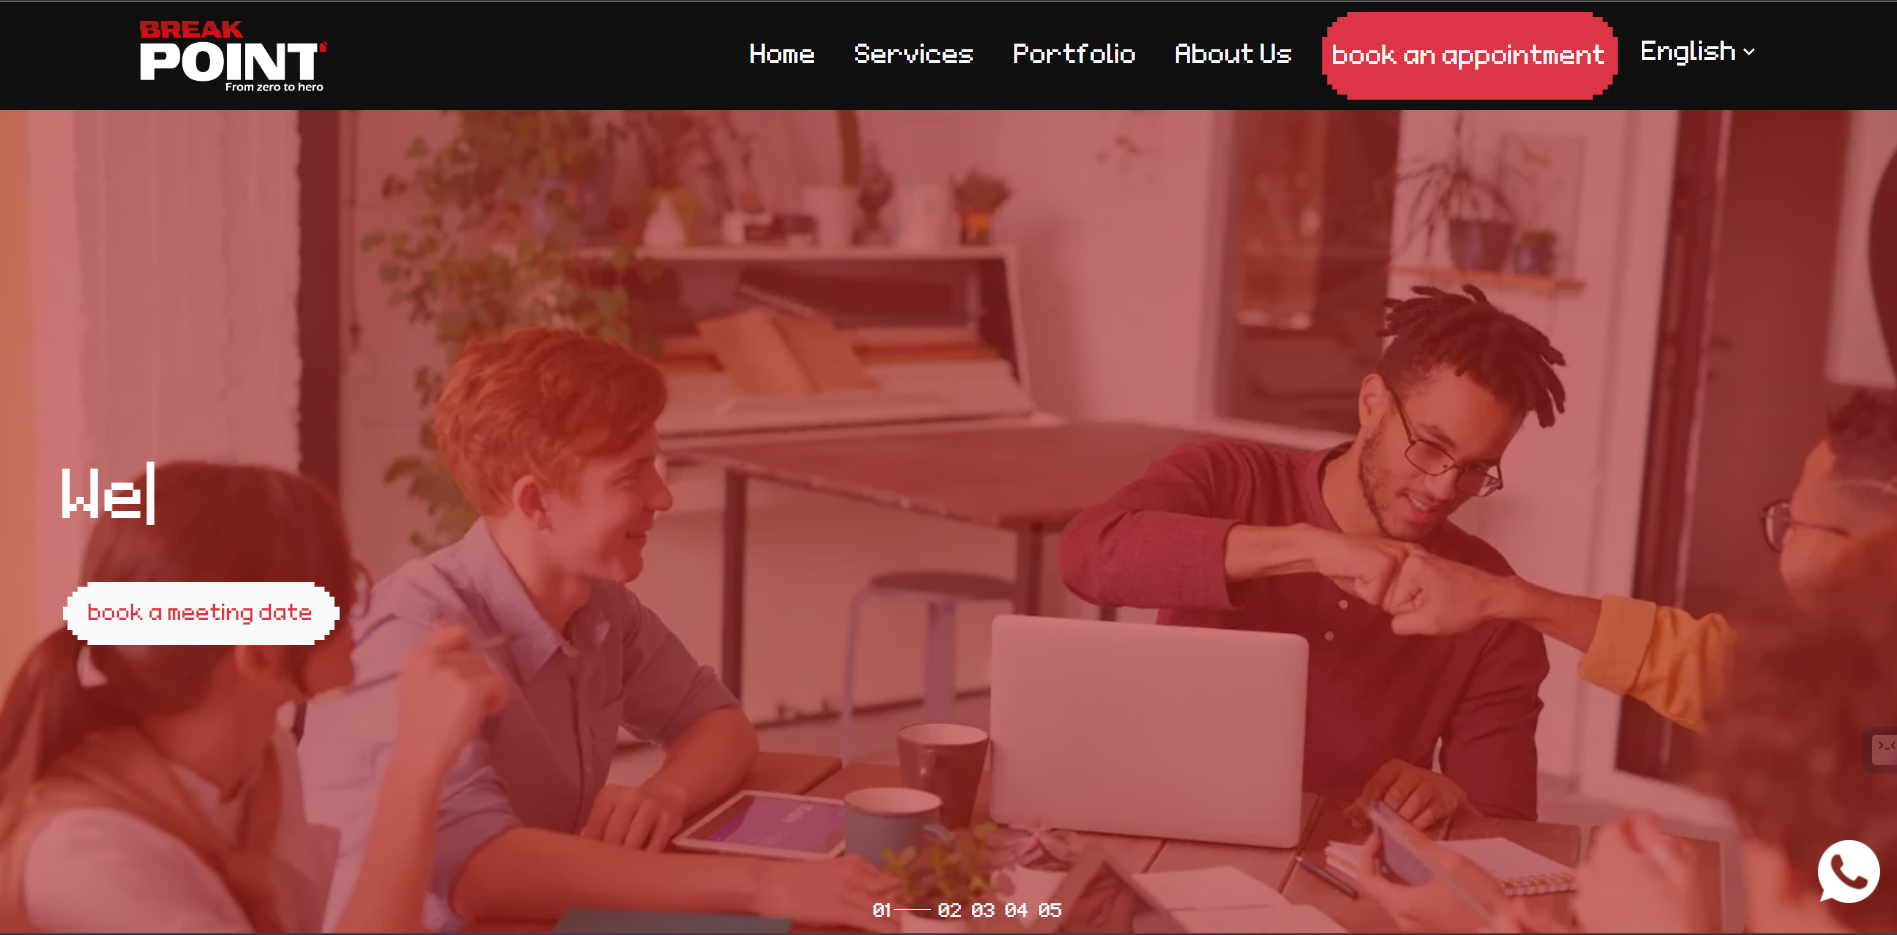 BREAK
POINT
From zero to hero
Home Services Portfolio About Us book an appointment English
We
book a meeting date
01 02 03 04 05